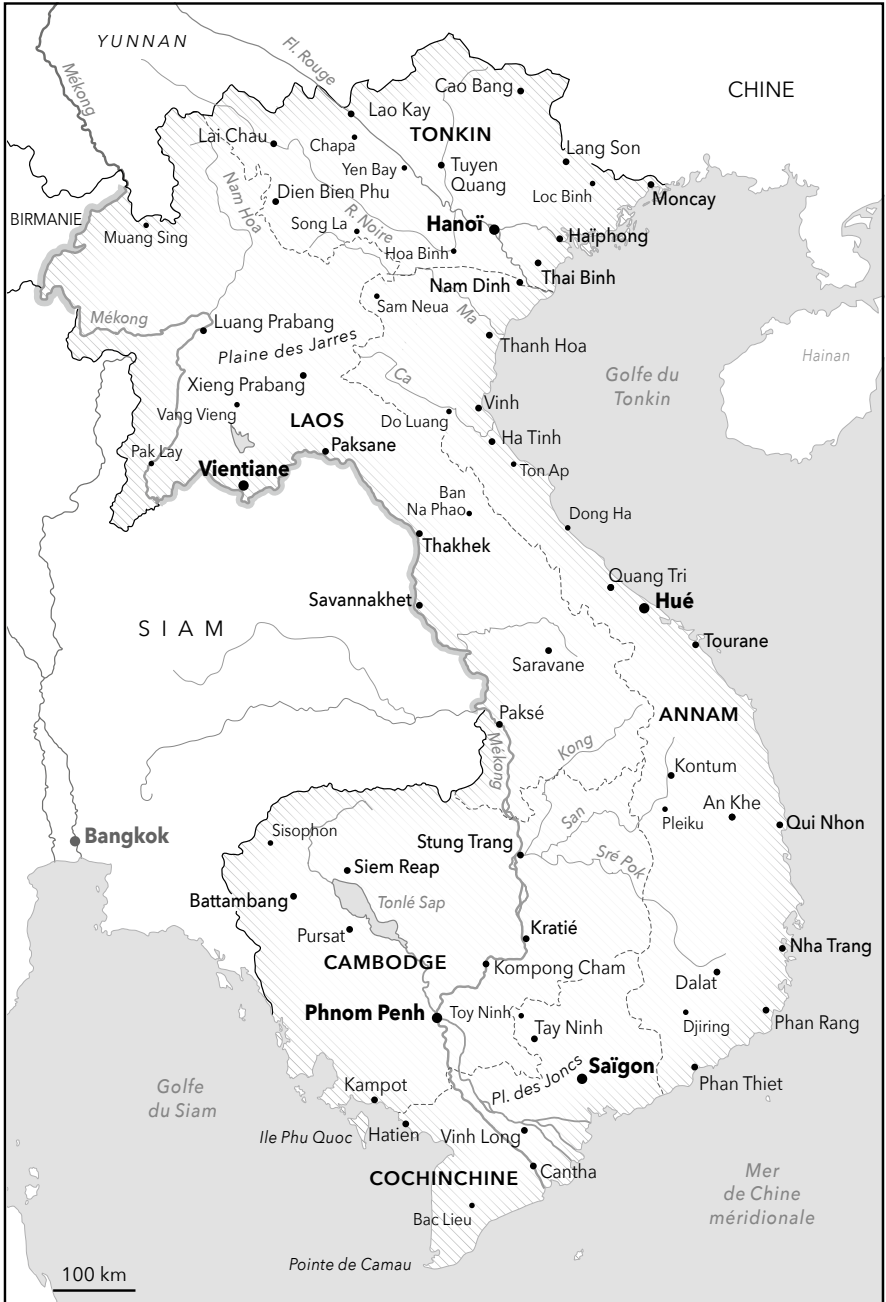 YUNNAN
Mékong
Fl. Rouge
Cao Bang
CHINE
Lao Kay
TONKIN
Lài Chau
Chapa
Lang Son
Yen Bay
Tuyen
Quang
Loc Binh
Moncay
Nam Hoa
Dien Bien Phu
BIRMANIE
Muang Sing
Song La
R. Noire
Hanoï
Haïphong
Hoa Binh
Thai Binh
Nam Dinh
Mékong
Luang Prabang
Sam Neua
Ma
Thanh Hoa
Plaine des Jarres
Hainan
Xieng Prabang
Ca
Golfe du
Tonkin
Vang Vieng
LAOS
Do Luang
Vinh
Pak Lay
Paksane
Ha Tinh
Vientiane
Ton Ap
Ban
Na Phao
Dong Ha
Thakhek
Quang Tri
Savannakhet
Hué
SIAM
Tourane
Saravane
Paksé
ANNAM
Mékong
Kong
Kontum
An Khe
San
Pleiku
Qui Nhon
Bangkok
Sisophon
Stung Trang
Sré Pok
Siem Reap
Battambang
Tonlé Sap
Pursat
Kratié
Nha Trang
CAMBODGE
Kompong Cham
Dalat
Phnom Penh
Toy Ninh
Tay Ninh
Djiring
Phan Rang
Pl. des Joncs
Saïgon
Phan Thiet
Golfe
du Siam
Kampot
Ile Phu Quoc
Hatien
Vinh Long
COCHINCHINE
Cantha
Mer
de Chine
méridionale
Bac Lieu
Pointe de Camau
100 km